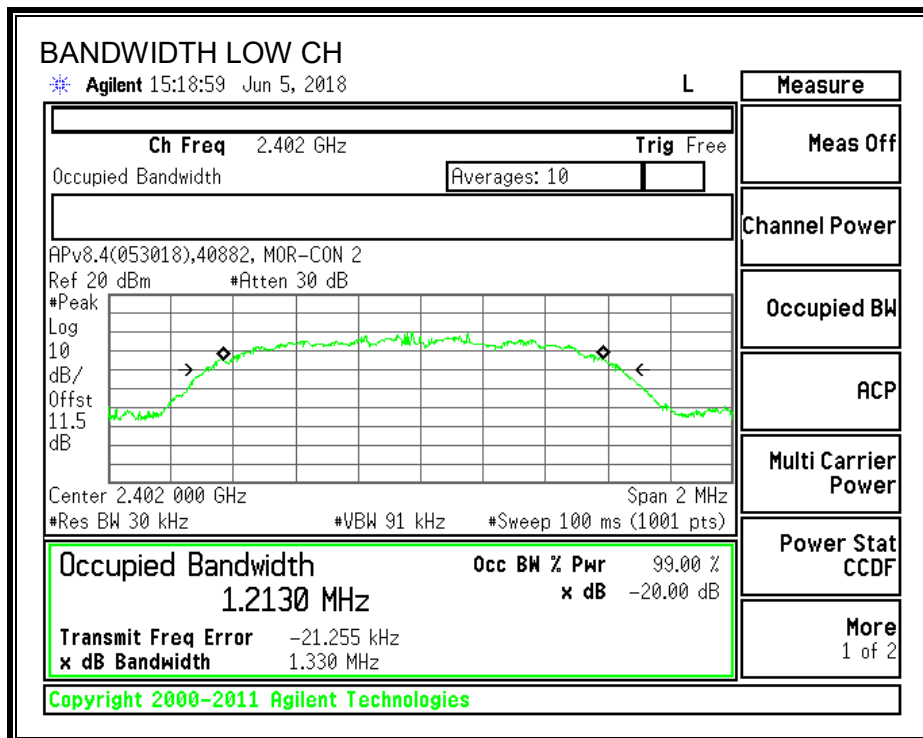 BANDWIDTH LOW CH
Agilent 15:18:59 Jun 5, 2018 L
Measure
Ch Freq 2.402 GHz Trig Free
Meas Off
Occupied Bandwidth Averages: 10
Channel Power
APv8.4(053018),40882, MOR-CON 2
Ref 20 dBm #Atten 30 dB
#Peak
Log
10
dB/
Offst
11.5
dB
Occupied BW
ACP
Center 2.402 000 GHz Span 2 MHz
#Res BW 30 kHz #VBW 91 kHz #Sweep 100 ms (1001 pts)
Multi Carrier
Power
Occupied Bandwidth Occ BW % Pwr 99.00 %
1.2130 MHz x dB -20.00 dB
Transmit Freq Error -21.255 kHz
x dB Bandwidth 1.330 MHz
Power Stat
CCDF
More
1 of 2
Copyright 2000-2011 Agilent Technologies